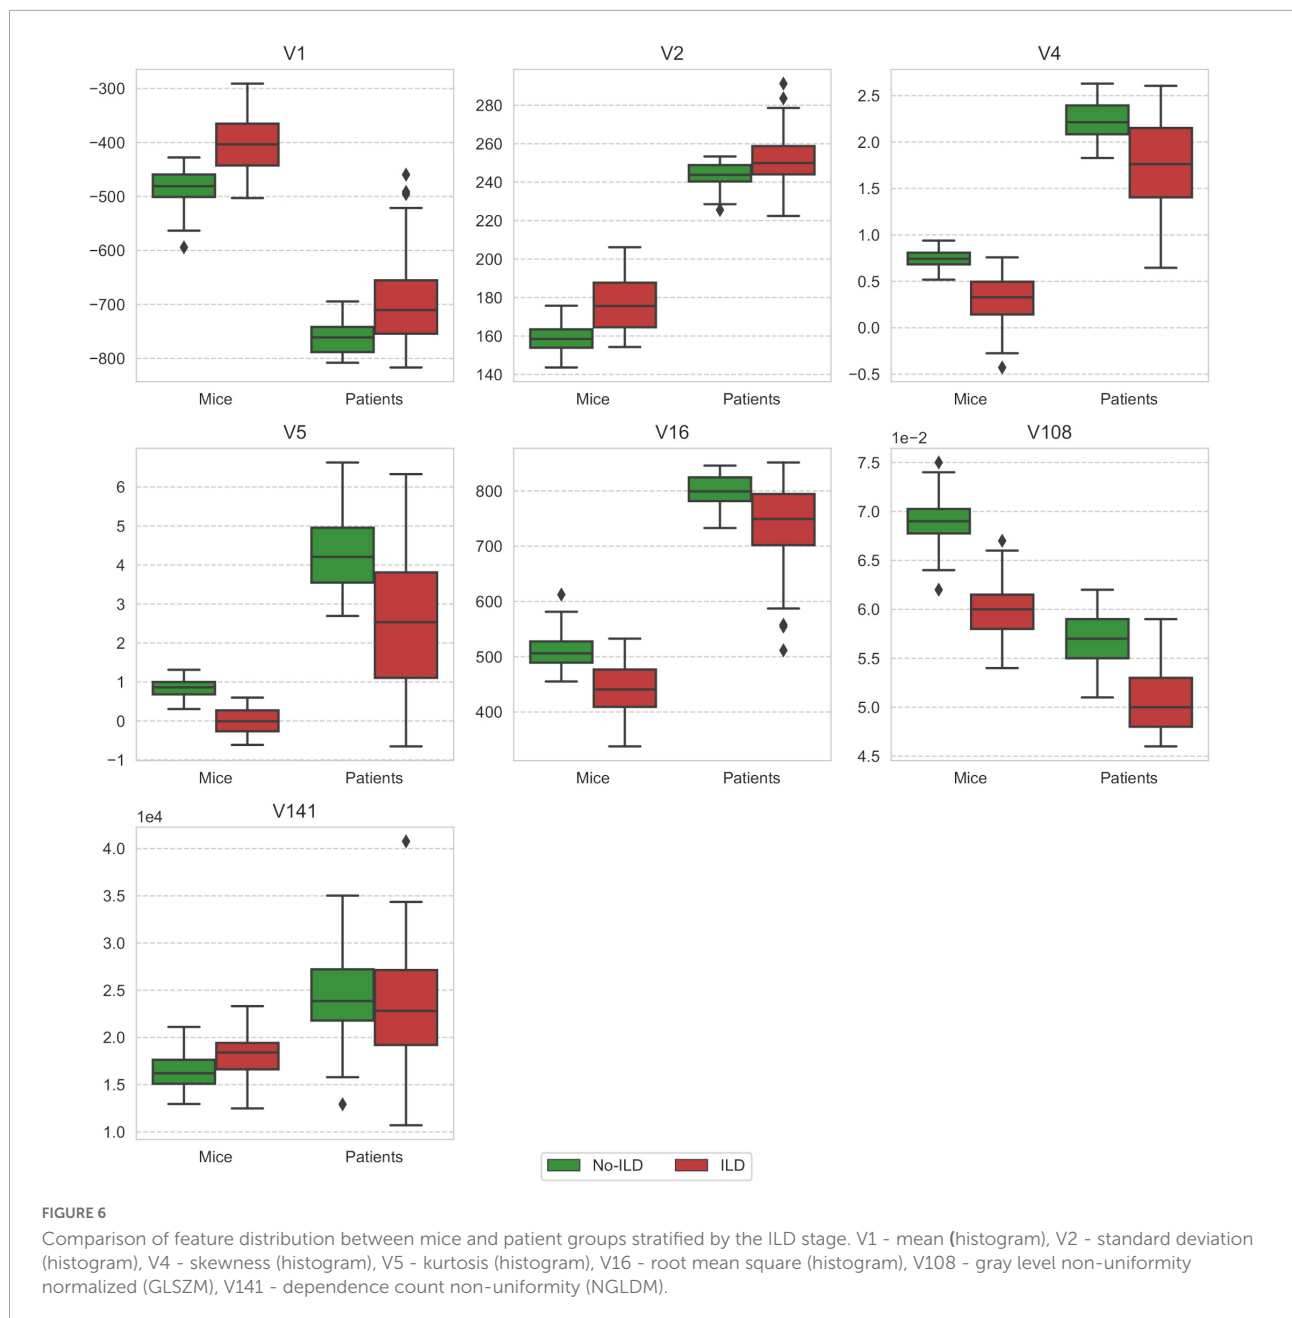 V1
−300
−400
−500
−600
−700
−800
Mice
Patients
V2
280
260
240
220
200
180
160
140
Mice
Patients
V4
2.5
2.0
1.5
1.0
0.5
0.0
−0.5
Mice
Patients
V5
6
5
4
3
2
1
0
−1
Mice
Patients
V16
800
700
600
500
400
Mice
Patients
1e−2
V108
7.5
7.0
6.5
6.0
5.5
5.0
4.5
Mice
Patients
1e4
V141
4.0
3.5
3.0
2.5
2.0
1.5
1.0
Mice
Patients
No-ILD
ILD
FIGURE 6
Comparison of feature distribution between mice and patient groups stratified by the ILD stage. V1 - mean (histogram), V2 - standard deviation
(histogram), V4 - skewness (histogram), V5 - kurtosis (histogram), V16 - root mean square (histogram), V108 - gray level non-uniformity
normalized (GLSZM), V141 - dependence count non-uniformity (NGLDM).